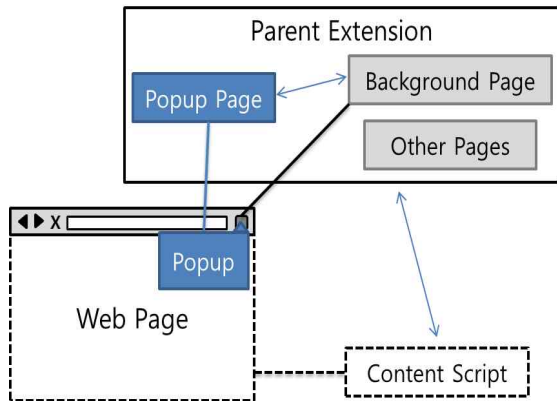 Parent Extension
Popup Page
Background Page
Other Pages
X
Popup
Web Page
Content Script